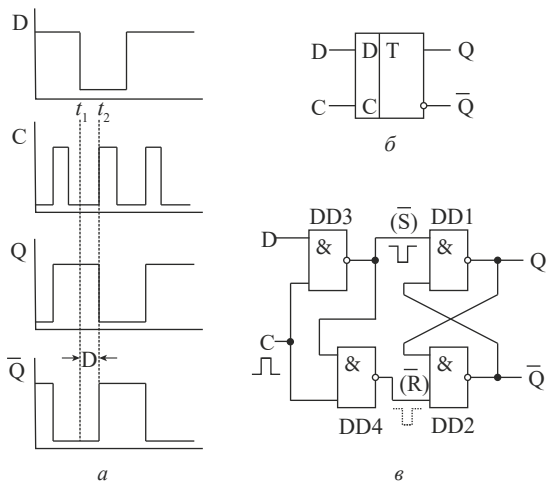 D
t1 t2
C
Q
D
Q̅
а
D D T Q
C C Q̅
б
DD3 (S̅) DD1
D & & Q
C & (R̅) & Q̅
DD4 DD2
в